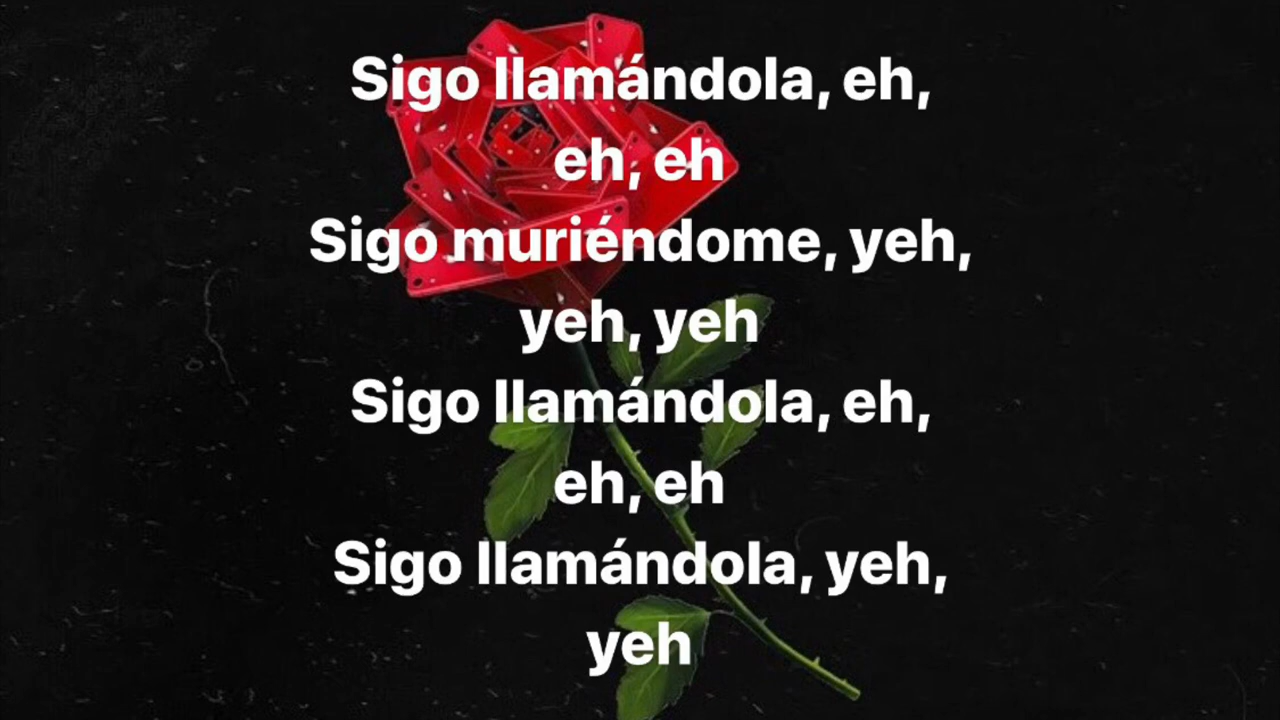 Sigo llamándola, eh,
eh, eh
Sigo muriéndome, yeh,
yeh, yeh
Sigo llamándola, eh,
eh, eh
Sigo llamándola, yeh,
yeh